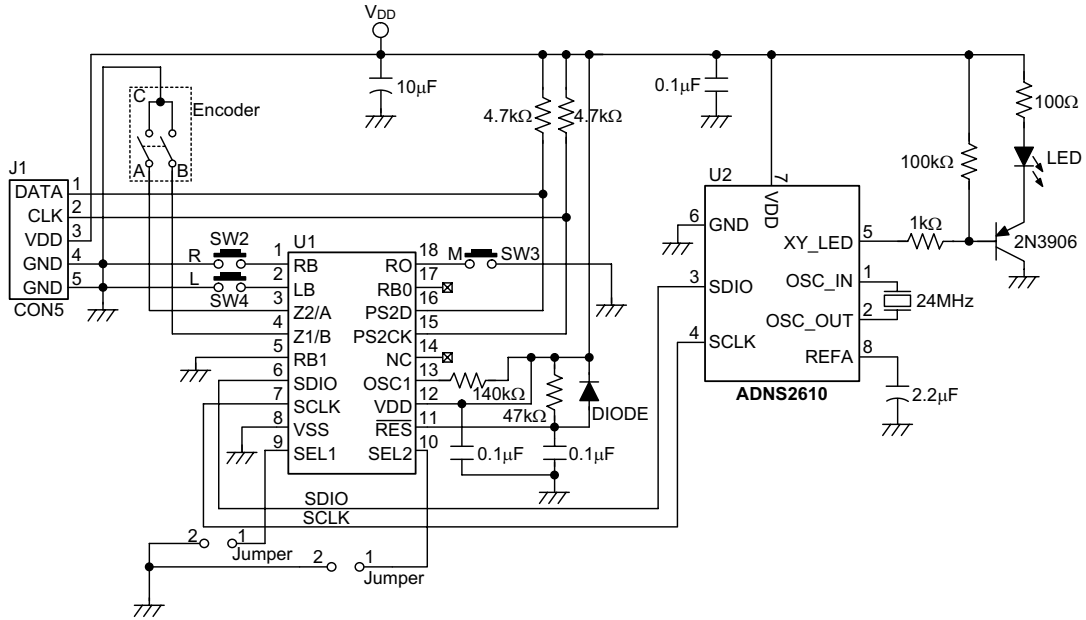 VDD
10μF
0.1μF
4.7kΩ
4.7kΩ
100Ω
LED
100kΩ
C
Encoder
A
B
J1
DATA 1
CLK 2
VDD 3
GND 4
GND 5
CON5
R
SW2
L
SW4
U1
1 RB
2 LB
3 Z2/A
4 Z1/B
5 RB1
6 SDIO
7 SCLK
8 VSS
9 SEL1
RO 18
RB0 17
PS2D 16
PS2CK 15
NC 14
OSC1 13
VDD 12
RES 11
SEL2 10
M
SW3
140kΩ
47kΩ
DIODE
0.1μF
0.1μF
U2
7
VDD
6 GND
3 SDIO
4 SCLK
XY_LED 5
OSC_IN 1
OSC_OUT 2
REFA 8
ADNS2610
1kΩ
2N3906
24MHz
2.2μF
SDIO
SCLK
2 1
Jumper
2 1
Jumper